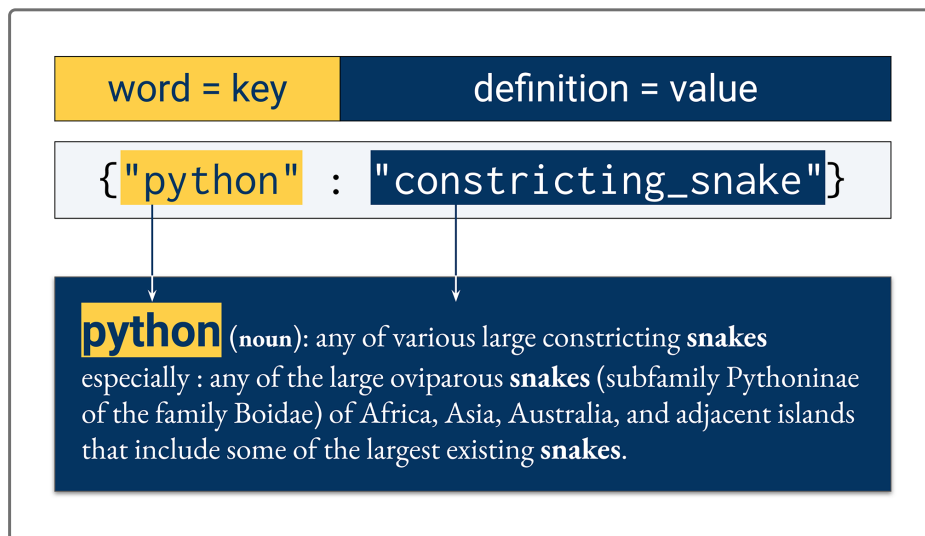 word = key
definition = value
{"python" : "constricting_snake"}
python (noun): any of various large constricting snakes
especially : any of the large oviparous snakes (subfamily Pythoninae
of the family Boidae) of Africa, Asia, Australia, and adjacent islands
that include some of the largest existing snakes.